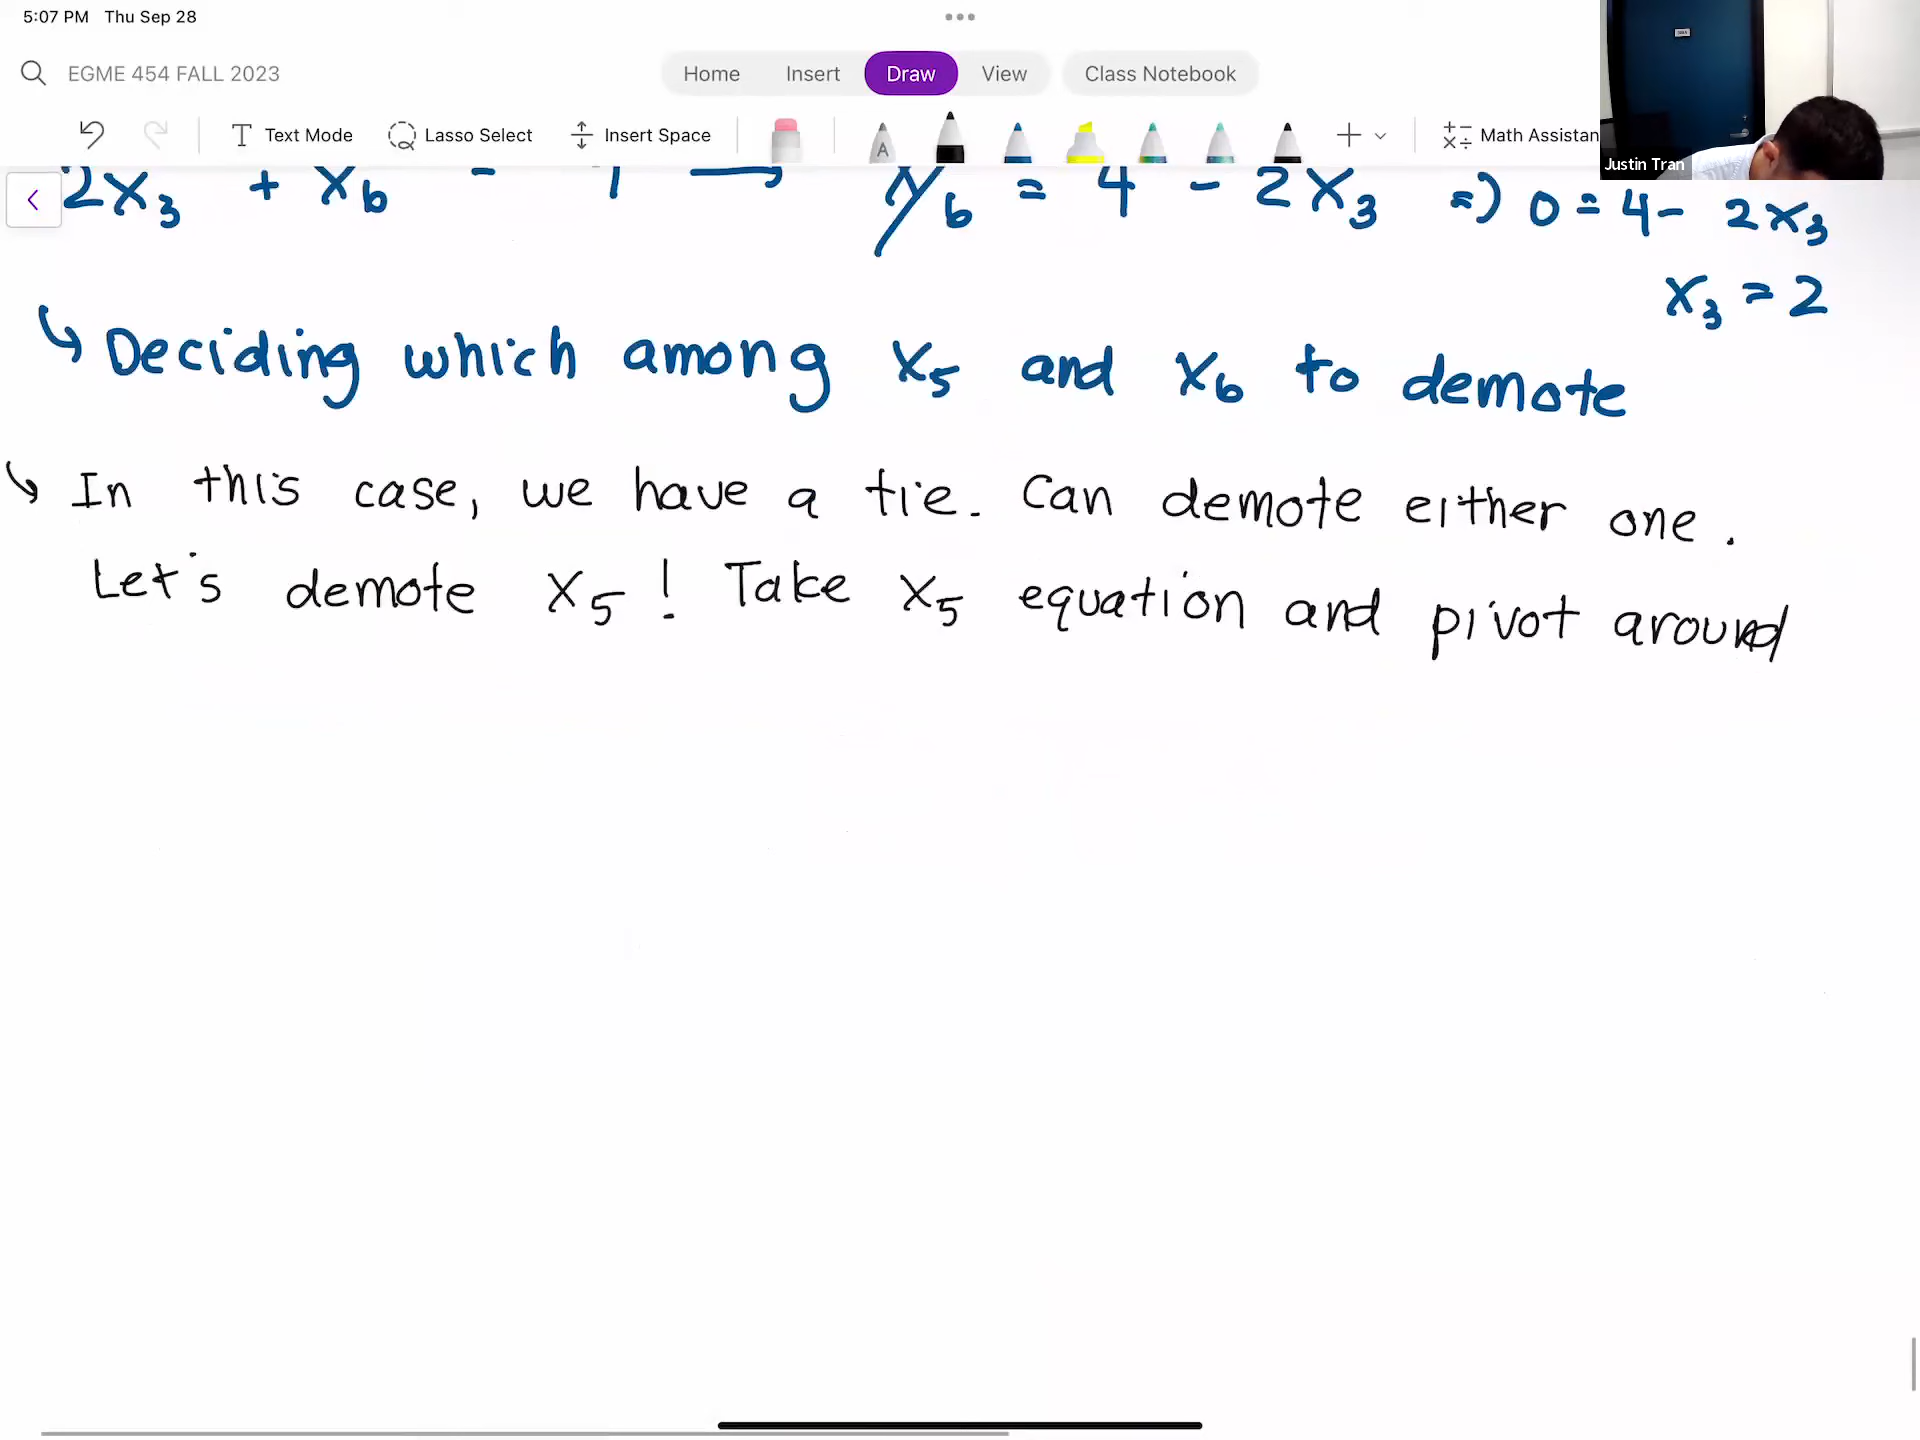 5:07 PM Thu Sep 28
EGME 454 FALL 2023
Home Insert Draw View Class Notebook
Text Mode Lasso Select Insert Space A Math Assistan
Justin Tran
2x3 + x6 = 4 → x6 = 4 - 2x3 => 0 = 4 - 2x3
x3 = 2
↳ Deciding which among x5 and x6 to demote
↳ In this case, we have a tie. Can demote either one.
Let's demote x5! Take x5 equation and pivot around